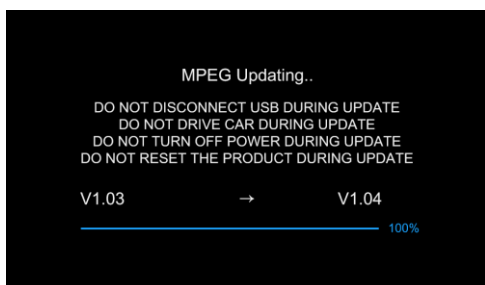 MPEG Updating..
DO NOT DISCONNECT USB DURING UPDATE
DO NOT DRIVE CAR DURING UPDATE
DO NOT TURN OFF POWER DURING UPDATE
DO NOT RESET THE PRODUCT DURING UPDATE
V1.03 → V1.04
100%